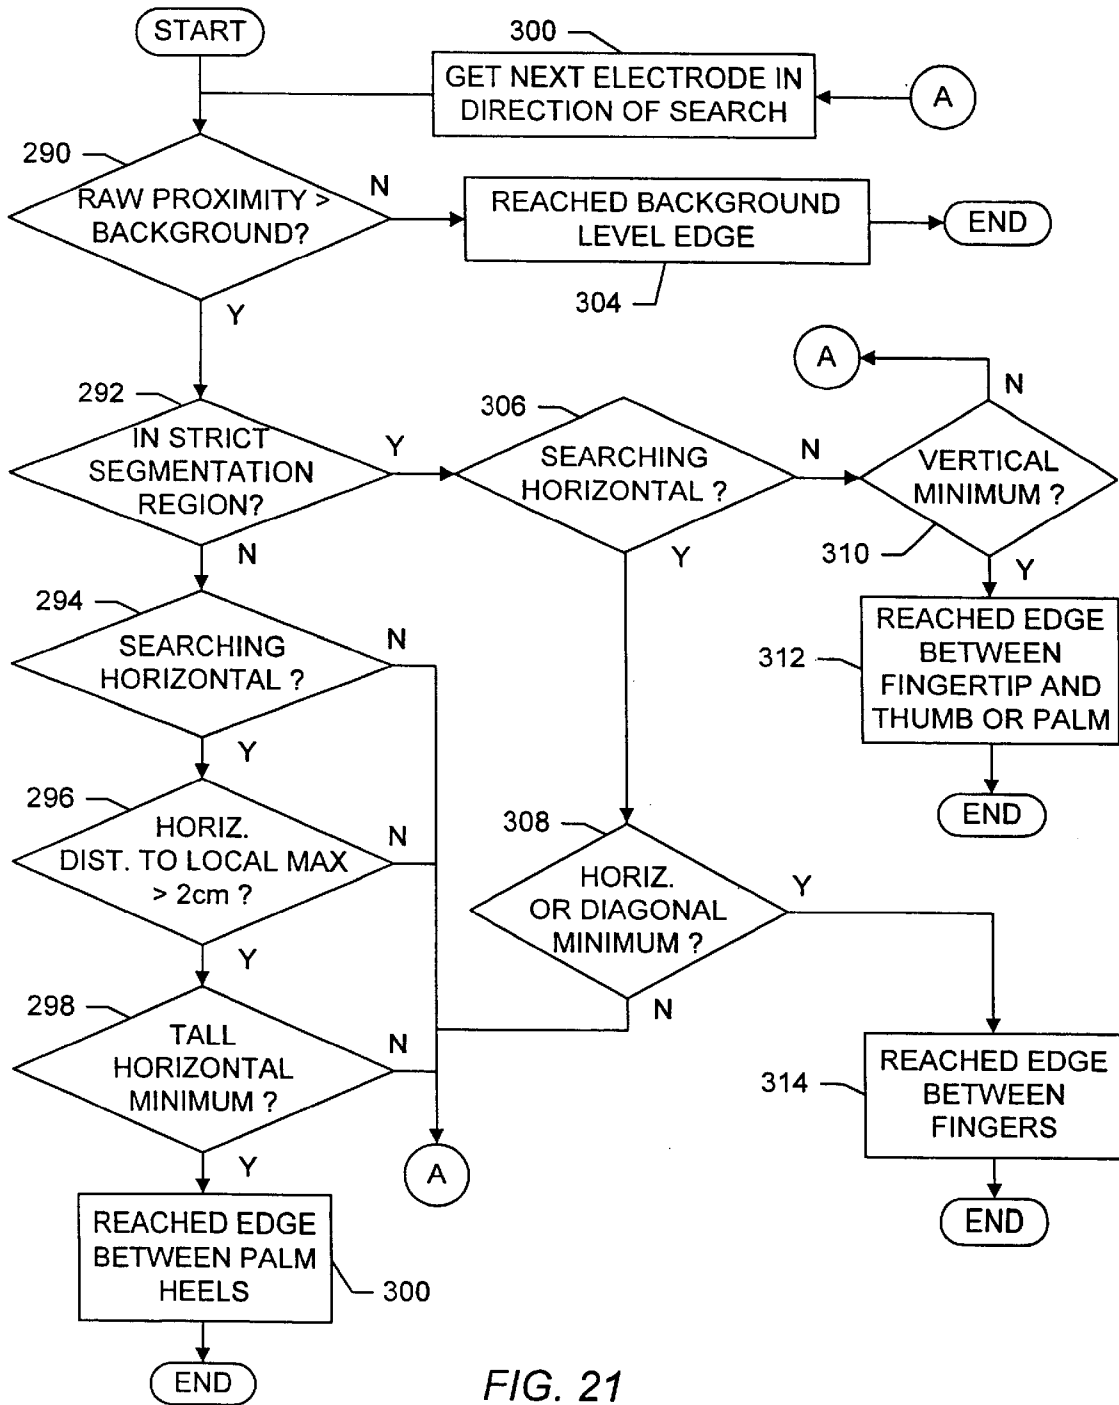 START
300
GET NEXT ELECTRODE IN
DIRECTION OF SEARCH
A
290
RAW PROXIMITY >
BACKGROUND?
N
REACHED BACKGROUND
LEVEL EDGE
END
304
Y
A
N
292
IN STRICT
SEGMENTATION
REGION?
Y
306
SEARCHING
HORIZONTAL ?
N
VERTICAL
MINIMUM ?
310
N
Y
Y
294
SEARCHING
HORIZONTAL ?
N
312
REACHED EDGE
BETWEEN
FINGERTIP AND
THUMB OR PALM
Y
END
296
HORIZ.
DIST. TO LOCAL MAX
> 2cm ?
N
308
HORIZ.
OR DIAGONAL
MINIMUM ?
Y
Y
N
298
TALL
HORIZONTAL
MINIMUM ?
N
314
REACHED EDGE
BETWEEN
FINGERS
Y
A
END
REACHED EDGE
BETWEEN PALM
HEELS
300
END
FIG. 21